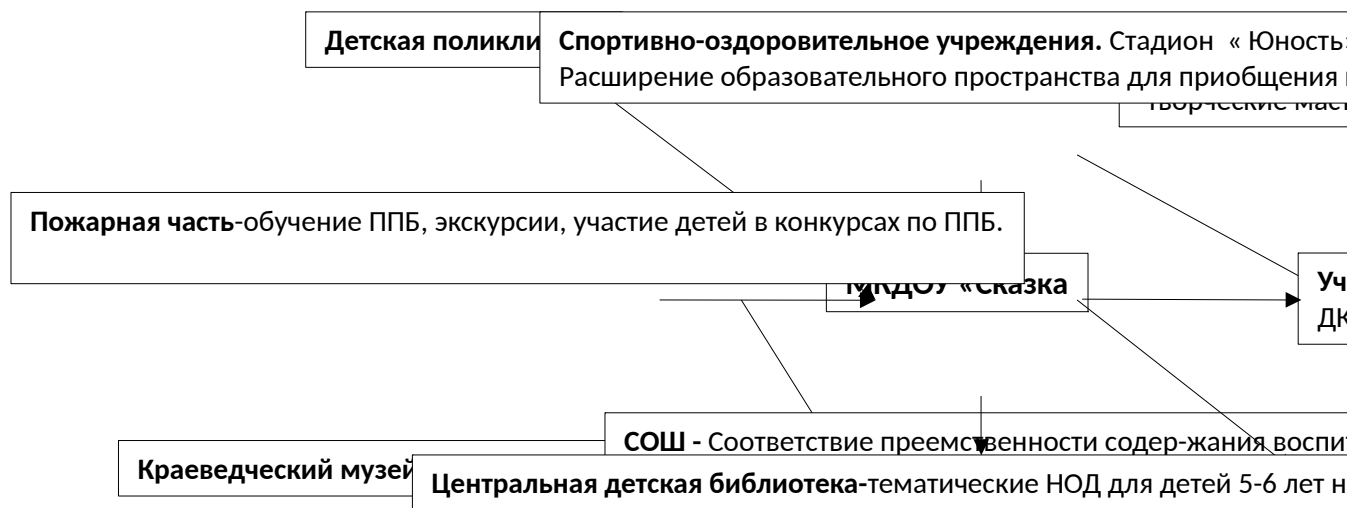 Детская поликли
Спортивно-оздоровительное учреждения. Стадион « Юность»
Расширение образовательного пространства для приобщения
Творческие маст
Пожарная часть-обучение ППБ, экскурсии, участие детей в конкурсах по ППБ.
МКДОУ «Сказка
Уч
ДК
СОШ - Соответствие преемственности содер-жания воспит
Краеведческий музей
Центральная детская библиотека-тематические НОД для детей 5-6 лет н